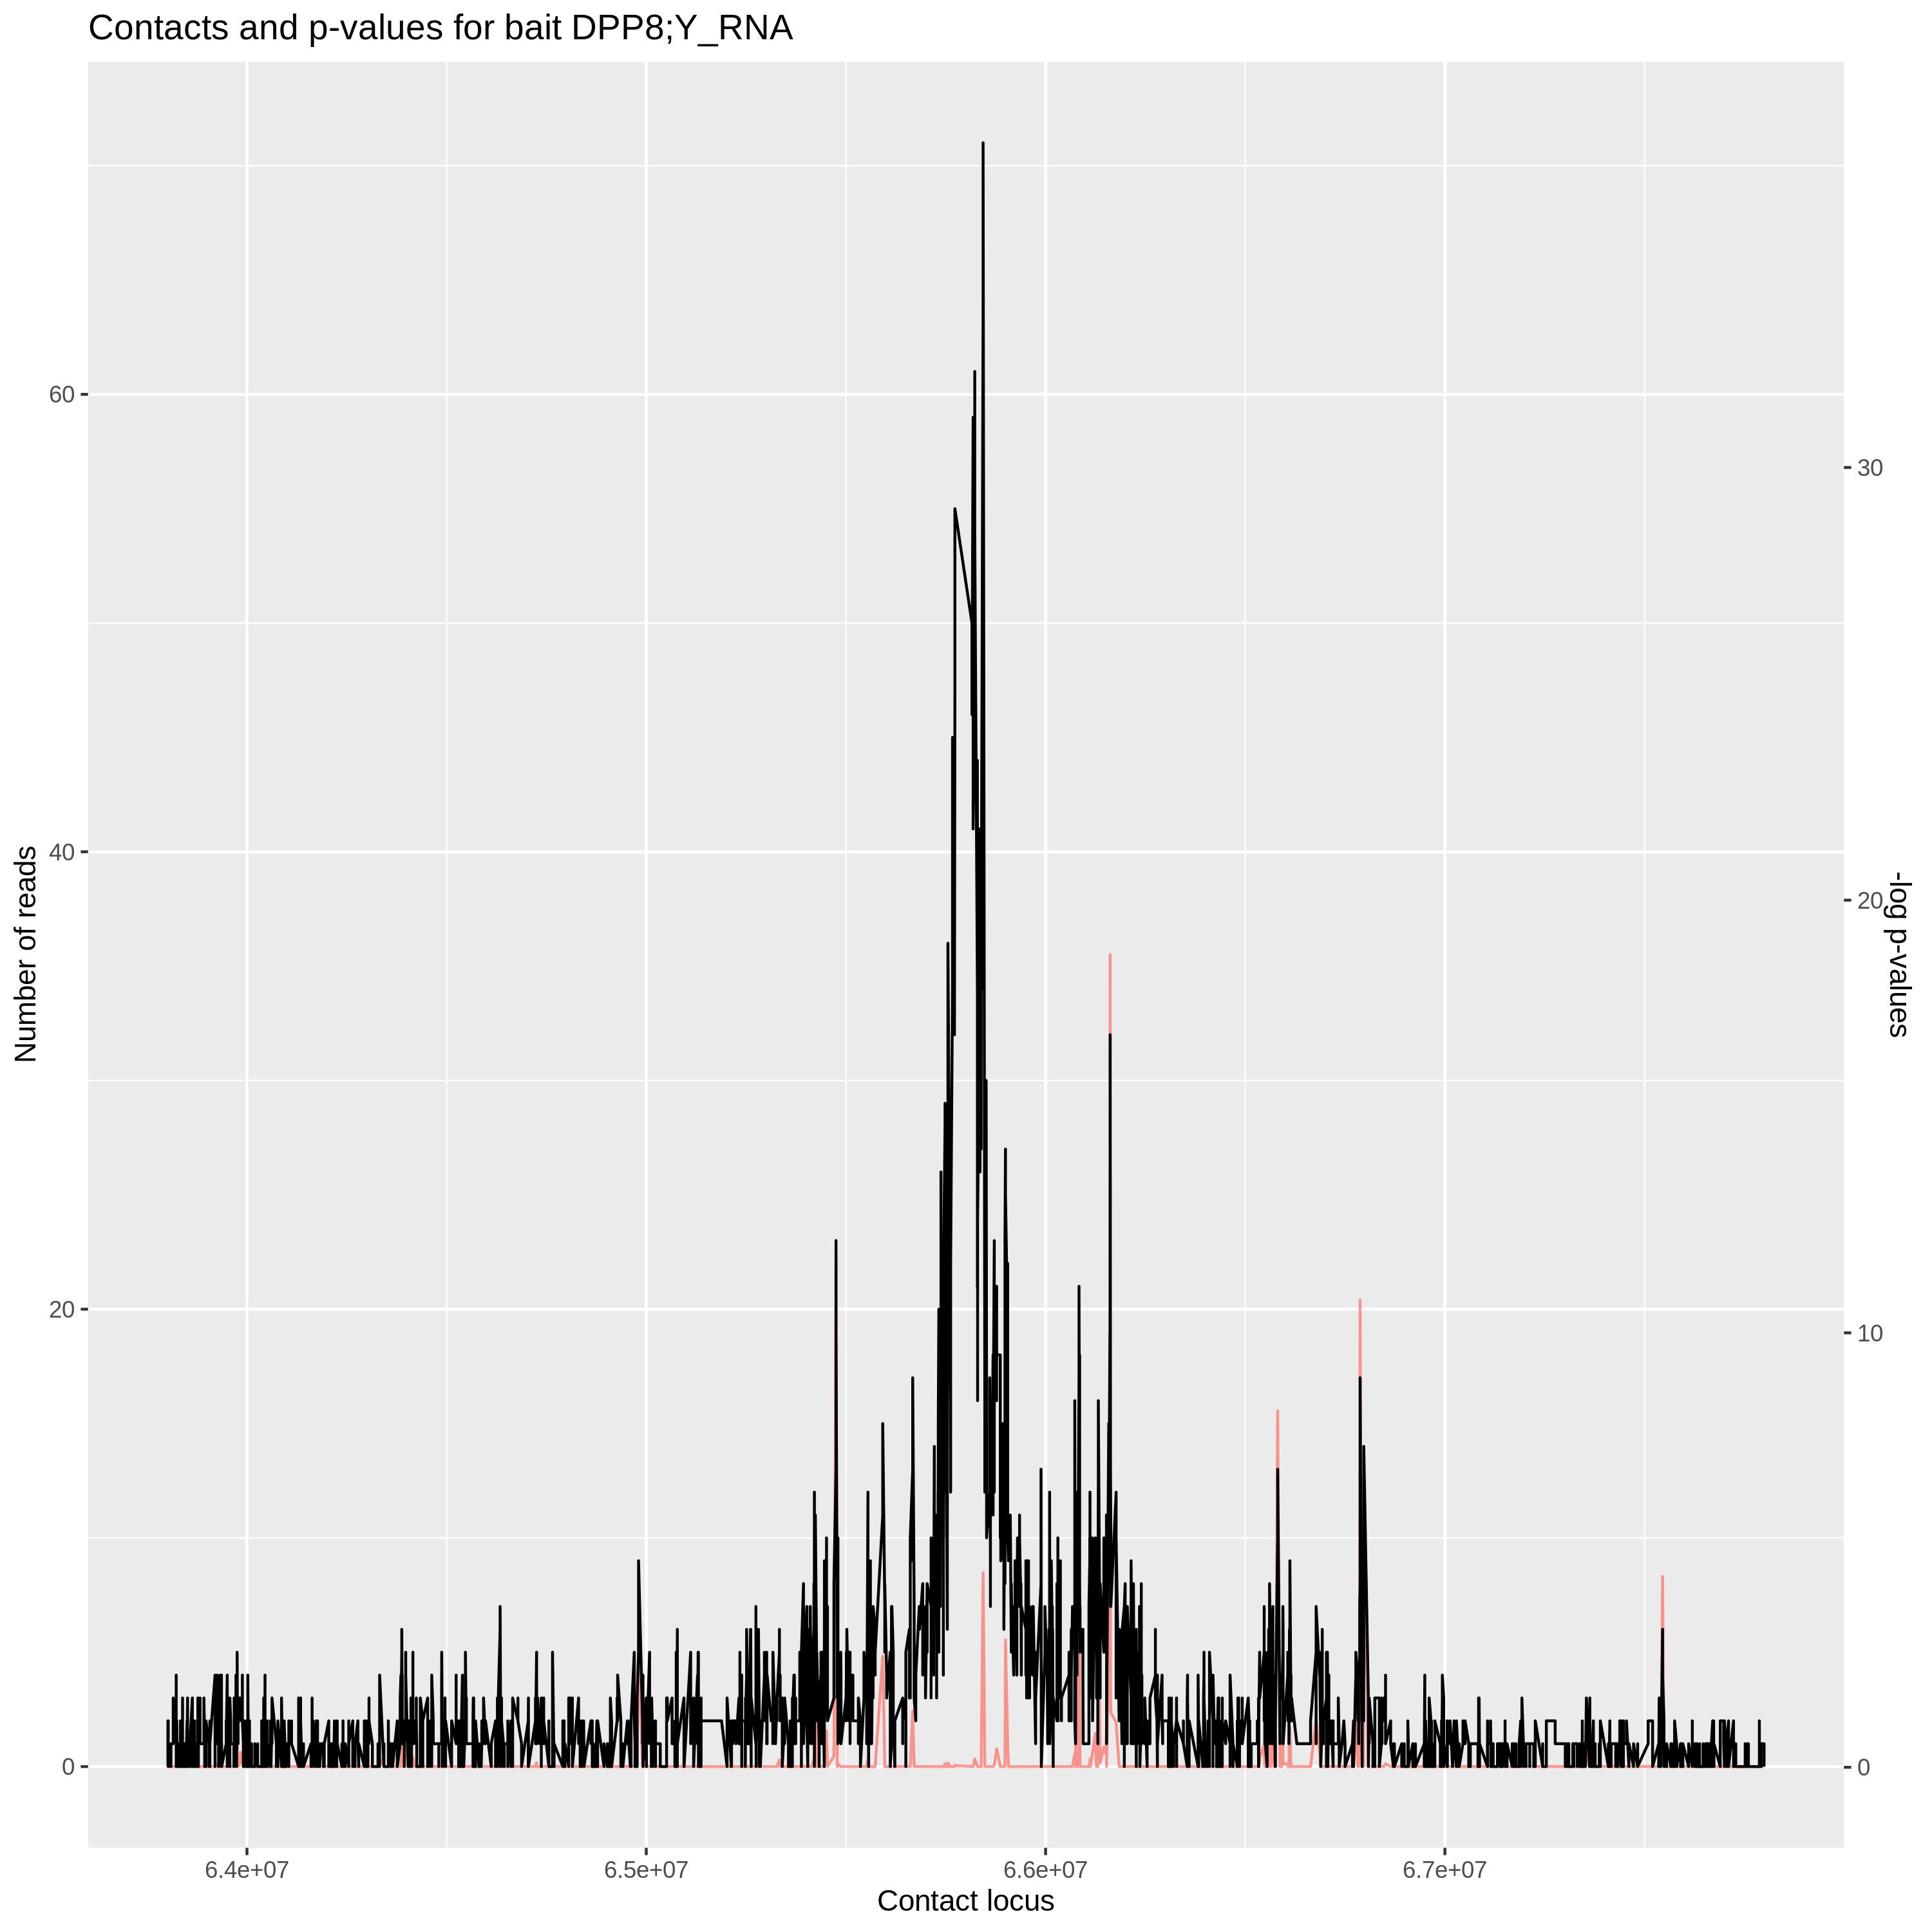 Contacts and p-values for bait DPP8;Y_RNA
Number of reads
60
40
20
0
30
20
10
0
-log p-values
6.4e+07 6.5e+07 6.6e+07 6.7e+07
Contact locus